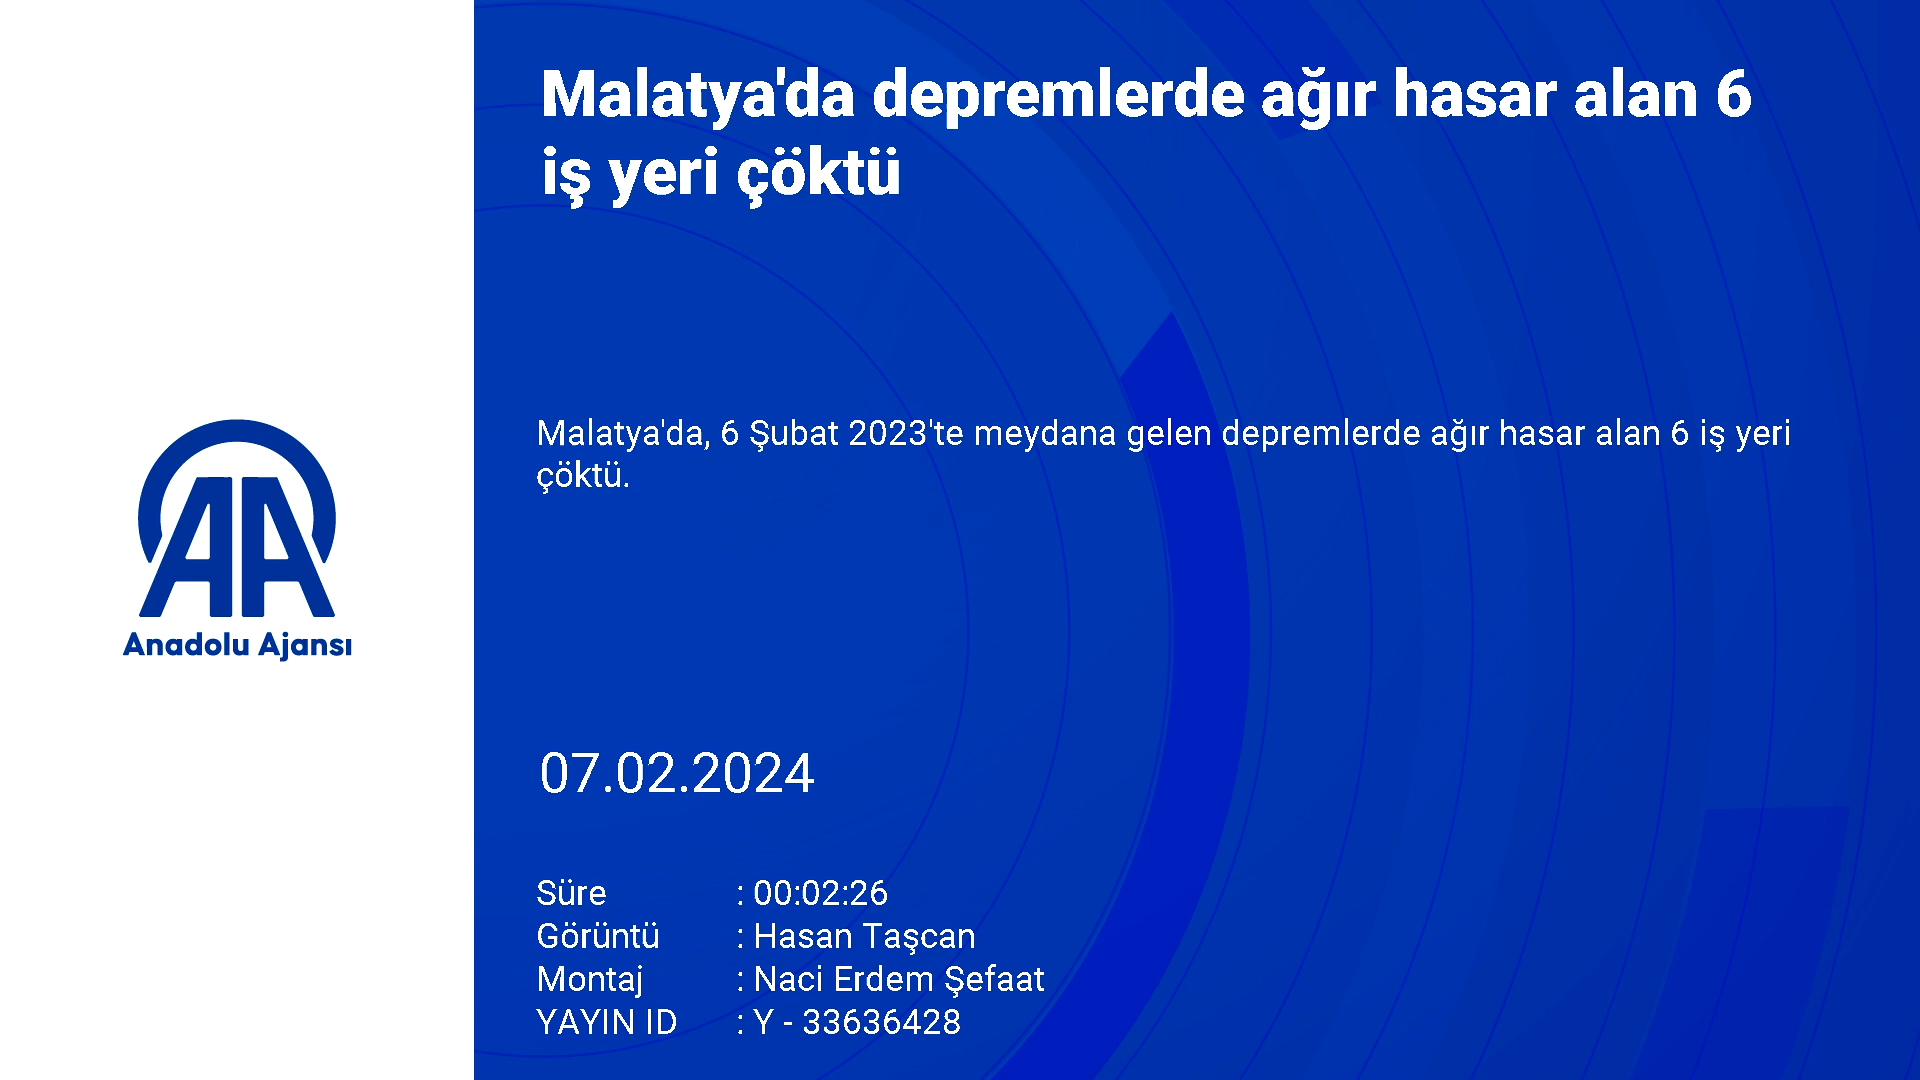 Malatya'da depremlerde ağır hasar alan 6
iş yeri çöktü
Malatya'da, 6 Şubat 2023'te meydana gelen depremlerde ağır hasar alan 6 iş yeri
çöktü.
AA
Anadolu Ajansı
07.02.2024
Süre : 00:02:26
Görüntü : Hasan Taşcan
Montaj : Naci Erdem Şefaat
YAYIN ID : Y - 33636428